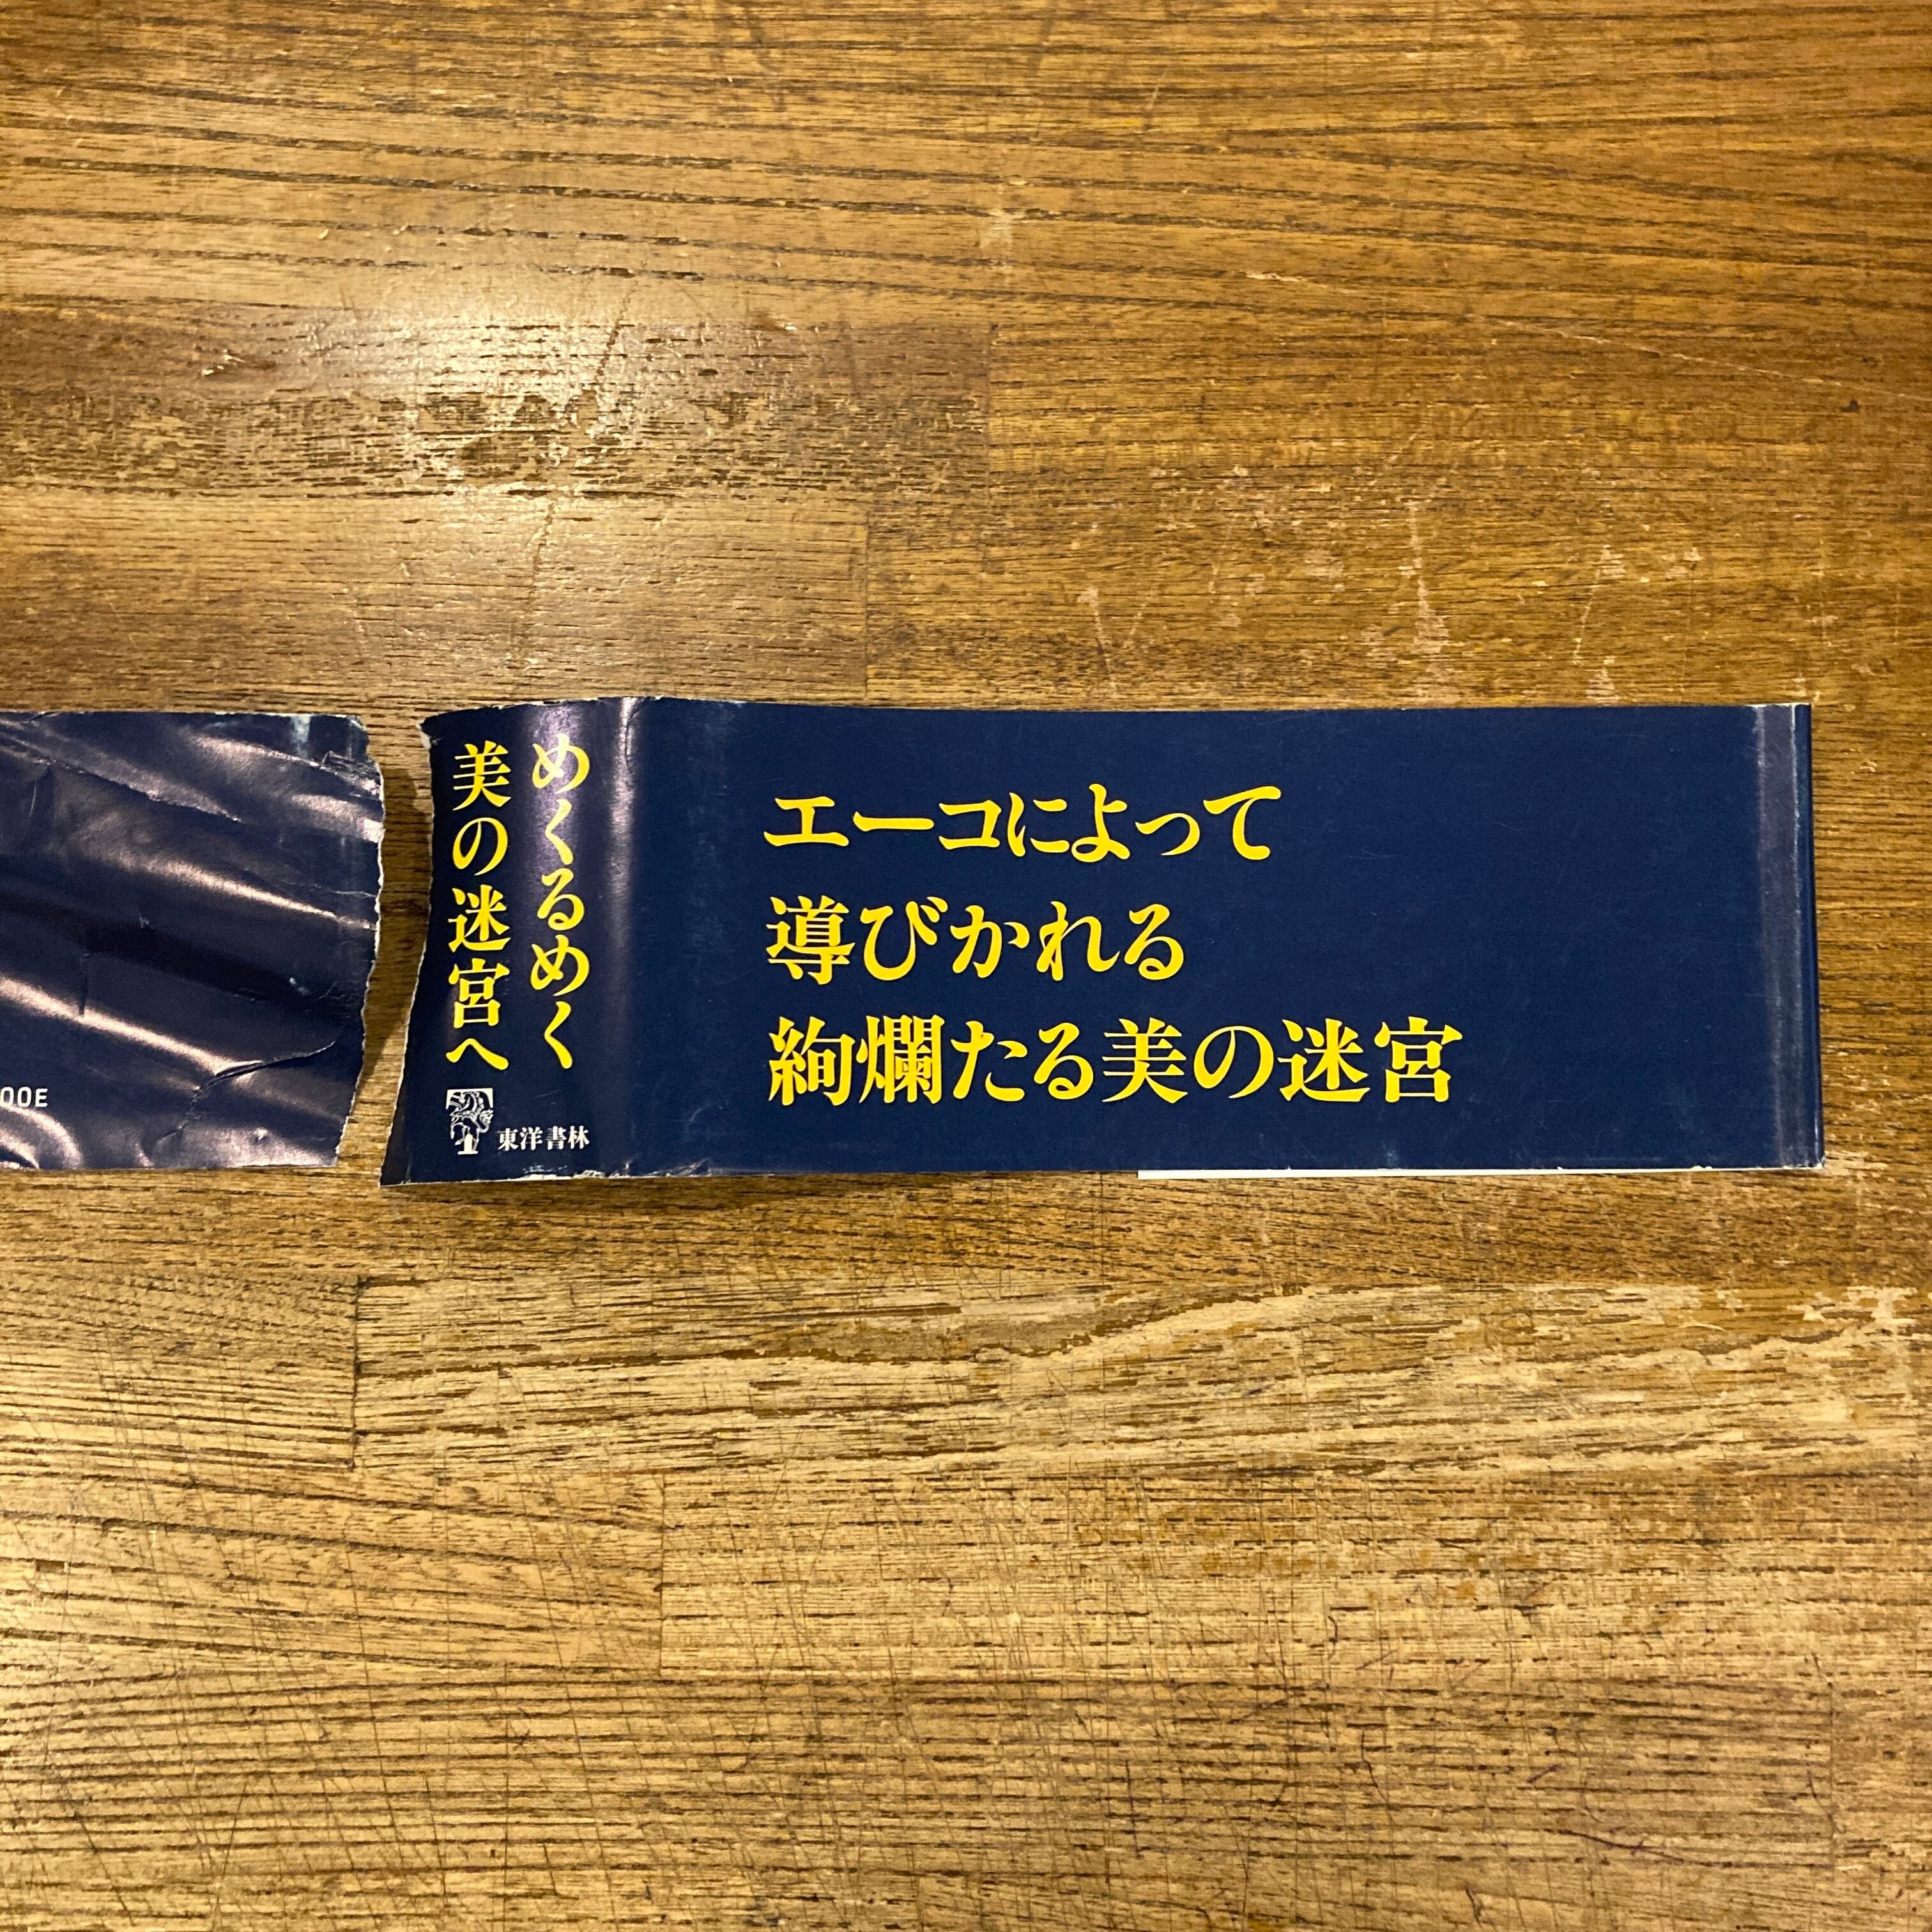 エーコによって
導びかれる
絢爛たる美の迷宮
めくるめく
美の迷宮へ
東洋書林
00E